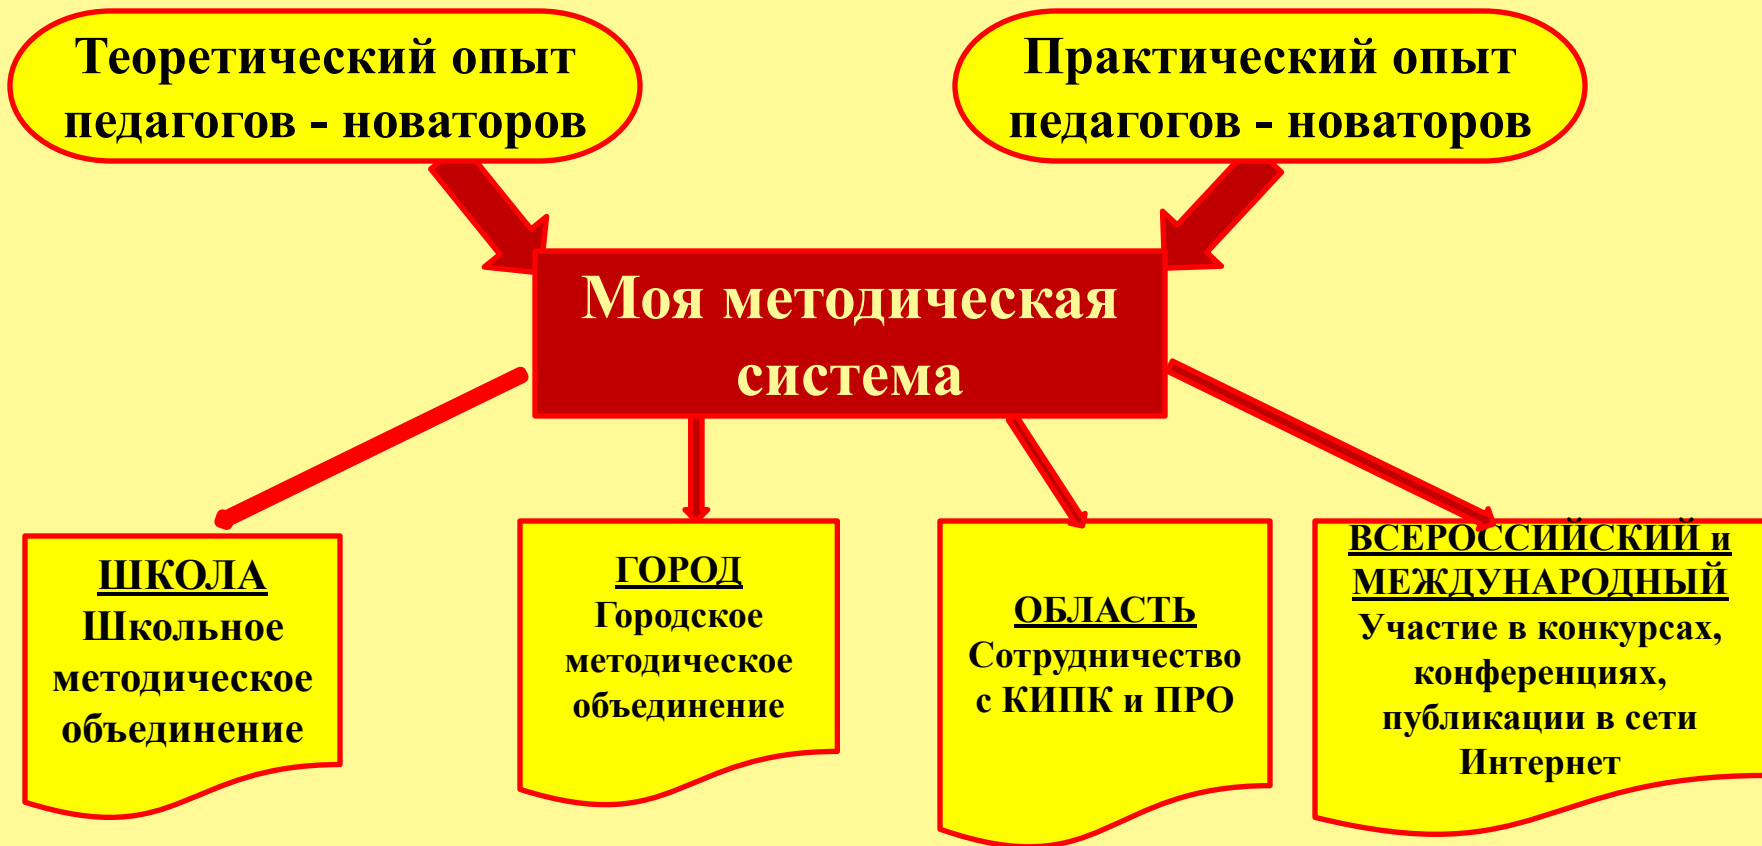 Теоретический опыт
педагогов - новаторов
Практический опыт
педагогов - новаторов
Моя методическая
система
ШКОЛА
Школьное
методическое
объединение
ГОРОД
Городское
методическое
объединение
ОБЛАСТЬ
Сотрудничество
с КИПК и ПРО
ВСЕРОССИЙСКИЙ и
МЕЖДУНАРОДНЫЙ
Участие в конкурсах,
конференциях,
публикации в сети
Интернет